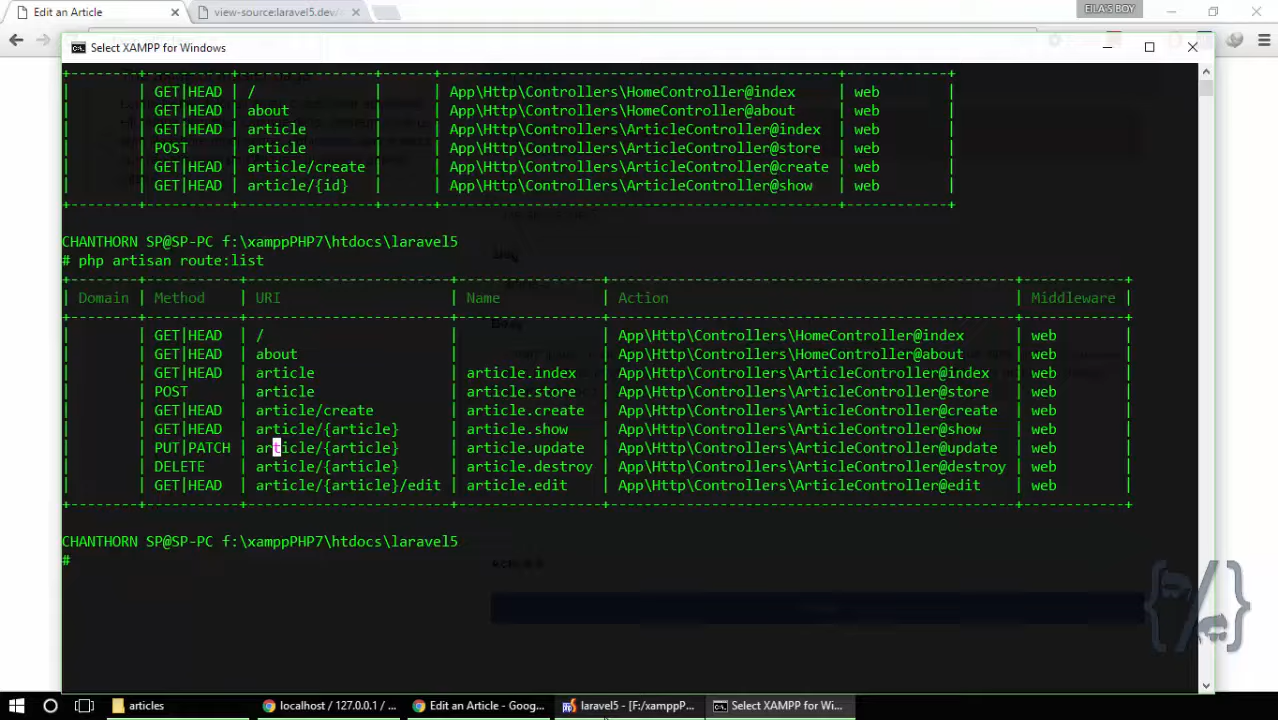 Edit an Article
view-source:laravel5.dev/
EILA'S BOY
Select XAMPP for Windows
GET|HEAD | / | | App\Http\Controllers\HomeController@index | web
GET|HEAD | about | | App\Http\Controllers\HomeController@about | web
GET|HEAD | article | | App\Http\Controllers\ArticleController@index | web
POST | article | | App\Http\Controllers\ArticleController@store | web
GET|HEAD | article/create | | App\Http\Controllers\ArticleController@create | web
GET|HEAD | article/{id} | | App\Http\Controllers\ArticleController@show | web
CHANTHORN SP@SP-PC f:\xamppPHP7\htdocs\laravel5
# php artisan route:list
| Domain | Method | URI | Name | Action | Middleware |
| | GET|HEAD | / | | App\Http\Controllers\HomeController@index | web |
| | GET|HEAD | about | | App\Http\Controllers\HomeController@about | web |
| | GET|HEAD | article | article.index | App\Http\Controllers\ArticleController@index | web |
| | POST | article | article.store | App\Http\Controllers\ArticleController@store | web |
| | GET|HEAD | article/create | article.create | App\Http\Controllers\ArticleController@create | web |
| | GET|HEAD | article/{article} | article.show | App\Http\Controllers\ArticleController@show | web |
| | PUT|PATCH | article/{article} | article.update | App\Http\Controllers\ArticleController@update | web |
| | DELETE | article/{article} | article.destroy | App\Http\Controllers\ArticleController@destroy | web |
| | GET|HEAD | article/{article}/edit | article.edit | App\Http\Controllers\ArticleController@edit | web |
CHANTHORN SP@SP-PC f:\xamppPHP7\htdocs\laravel5
#
articles
localhost / 127.0.0.1 / ...
Edit an Article - Goog...
laravel5 - [F:/xamppP...
Select XAMPP for Wi...